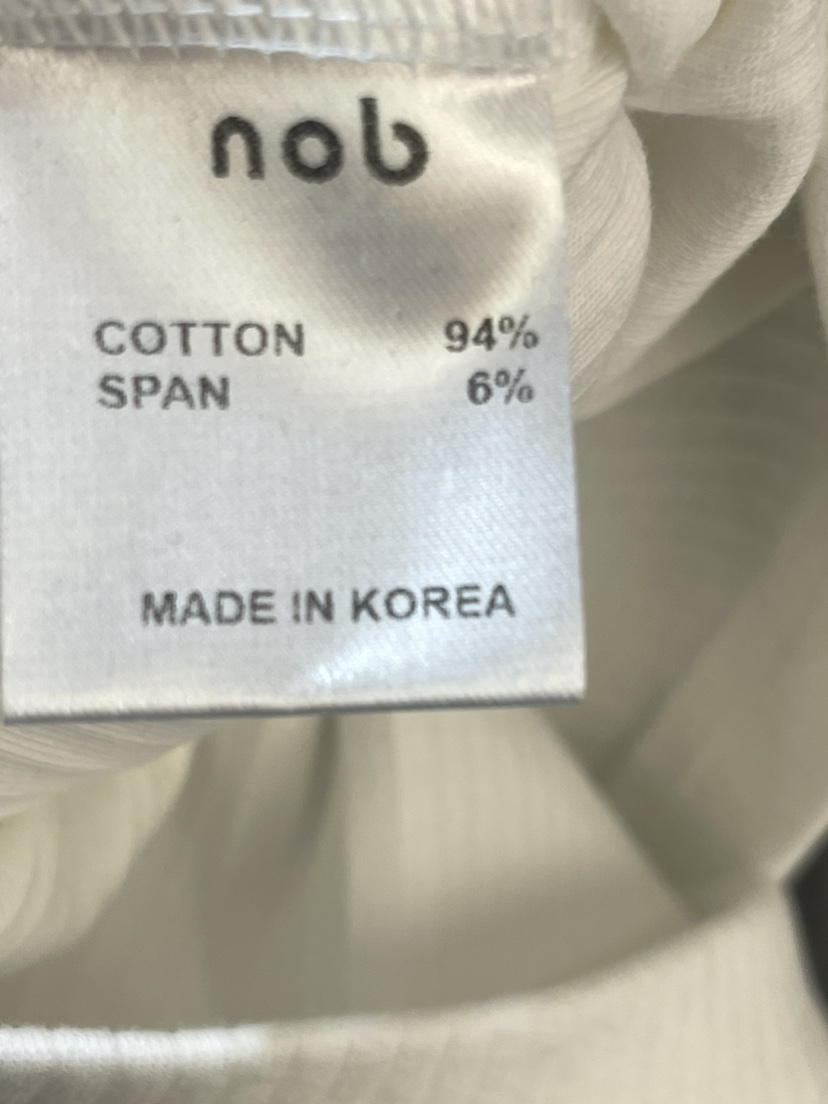 nob
COTTON 94%
SPAN 6%
MADE IN KOREA